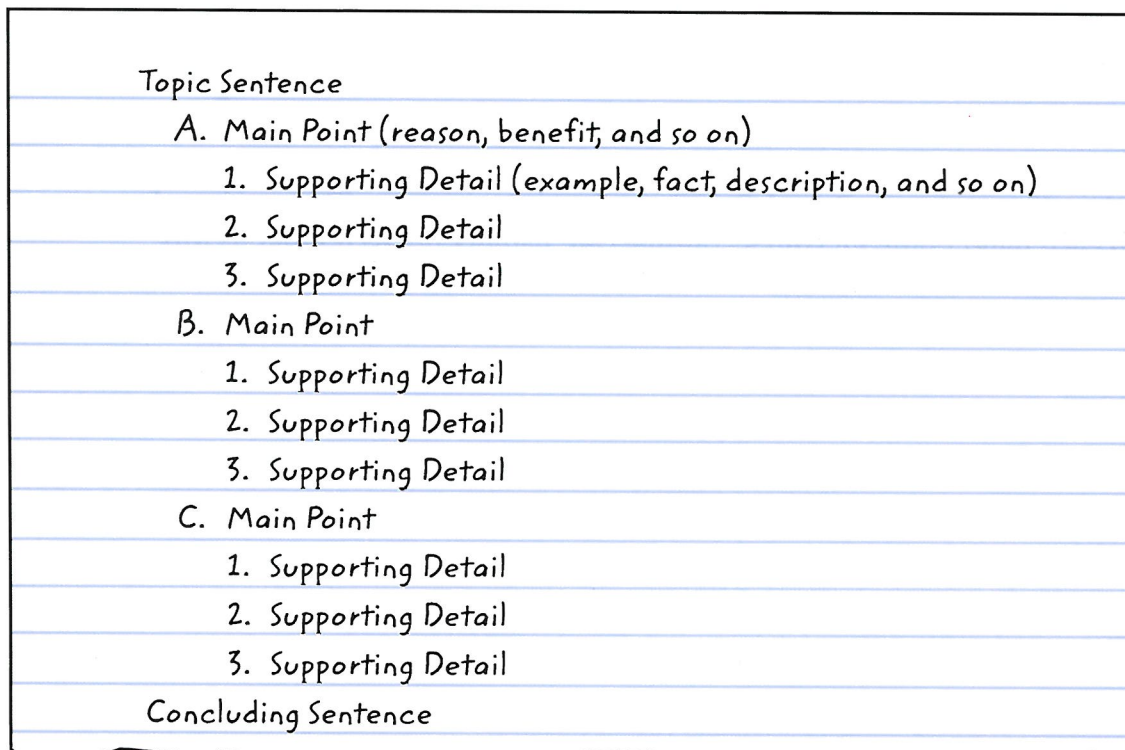 Topic Sentence
A. Main Point (reason, benefit, and so on)
1. Supporting Detail (example, fact, description, and so on)
2. Supporting Detail
3. Supporting Detail
B. Main Point
1. Supporting Detail
2. Supporting Detail
3. Supporting Detail
C. Main Point
1. Supporting Detail
2. Supporting Detail
3. Supporting Detail
Concluding Sentence